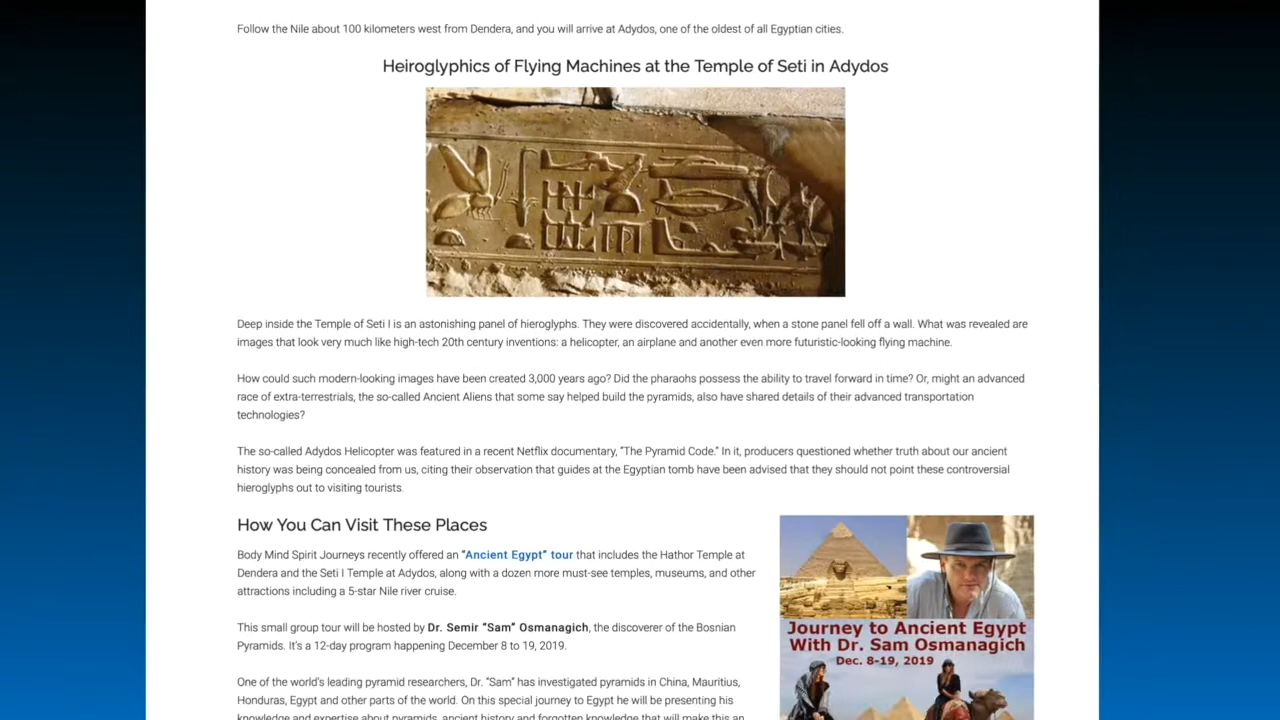 Follow the Nile about 100 kilometers west from Dendera, and you will arrive at Adydos, one of the oldest of all Egyptian cities.
Heiroglyphics of Flying Machines at the Temple of Seti in Adydos
Deep inside the Temple of Seti I is an astonishing panel of hieroglyphs. They were discovered accidentally, when a stone panel fell off a wall. What was revealed are
images that look very much like high-tech 20th century inventions: a helicopter, an airplane and another even more futuristic-looking flying machine.
How could such modern-looking images have been created 3,000 years ago? Did the pharaohs possess the ability to travel forward in time? Or, might an advanced
race of extra-terrestrials, the so-called Ancient Aliens that some say helped build the pyramids, also have shared details of their advanced transportation
technologies?
The so-called Adydos Helicopter was featured in a recent Netflix documentary, “The Pyramid Code.” In it, producers questioned whether truth about our ancient
history was being concealed from us, citing their observation that guides at the Egyptian tomb have been advised that they should not point these controversial
hieroglyphs out to visiting tourists.
How You Can Visit These Places
Body Mind Spirit Journeys recently offered an “Ancient Egypt” tour that includes the Hathor Temple at
Dendera and the Seti I Temple at Adydos, along with a dozen more must-see temples, museums, and other
attractions including a 5-star Nile river cruise.
This small group tour will be hosted by Dr. Semir “Sam” Osmanagich, the discoverer of the Bosnian
Pyramids. It’s a 12-day program happening December 8 to 19, 2019.
One of the world’s leading pyramid researchers, Dr. “Sam” has investigated pyramids in China, Mauritius,
Honduras, Egypt and other parts of the world. On this special journey to Egypt he will be presenting his
knowledge and expertise about pyramids, ancient history and forgotten knowledge that will make this an
Journey to Ancient Egypt
With Dr. Sam Osmanagich
Dec. 8-19, 2019